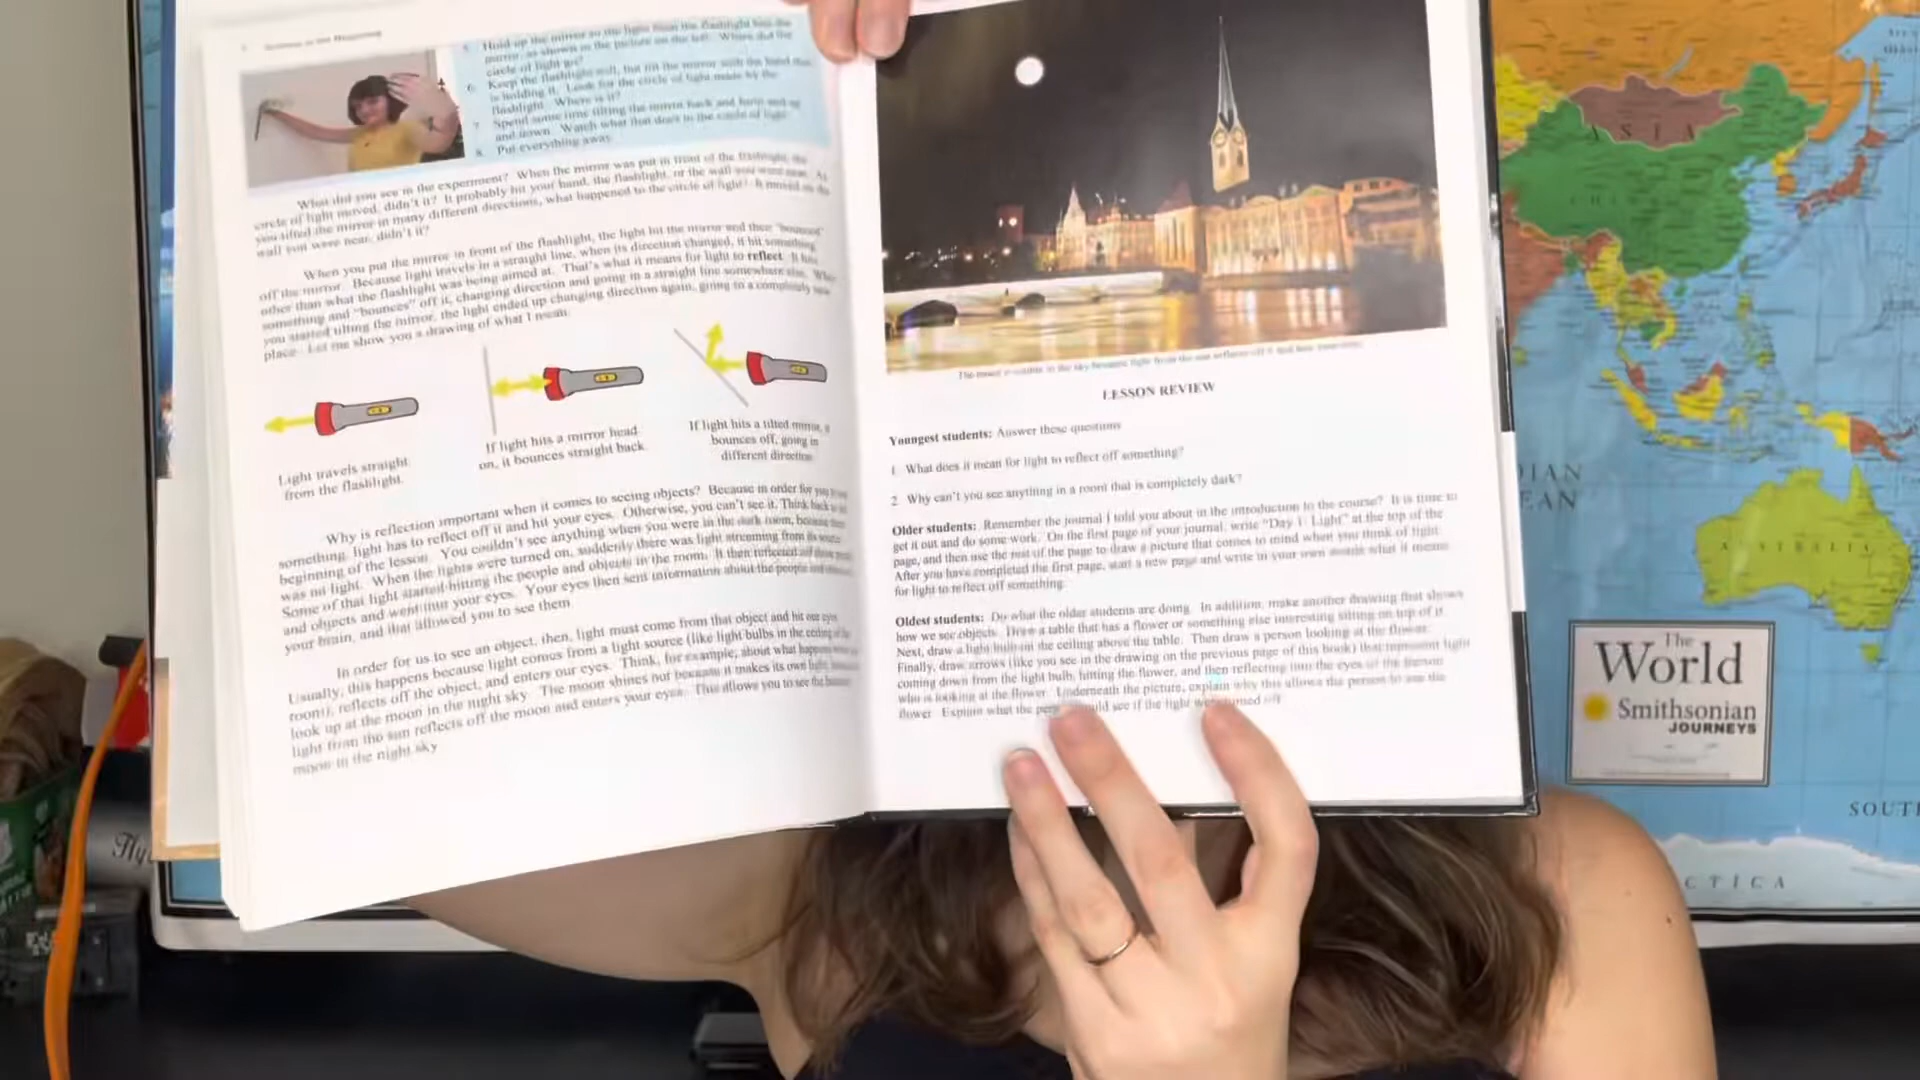 Science in the Beginning
5. Hold up the mirror so the light from the flashlight hits the
mirror, as shown in the picture on the left. Where did the
circle of light go?
6. Keep the flashlight still, but tilt the mirror with the hand that
is holding it. Look for the circle of light made by the
flashlight. Where is it?
7. Spend some time tilting the mirror back and forth and up
and down. Watch what that does to the circle of light.
8. Put everything away.
What did you see in the experiment? When the mirror was put in front of the flashlight, the
circle of light moved, didn't it? It probably hit your hand, the flashlight, or the wall you were near. As
you tilted the mirror in many different directions, what happened to the circle of light? It moved on the
wall you were near, didn't it?
When you put the mirror in front of the flashlight, the light hit the mirror and then "bounced"
off the mirror. Because light travels in a straight line, when its direction changed, it hit something
other than what the flashlight was being aimed at. That's what it means for light to reflect. It hits
something and "bounces" off it, changing direction and going in a straight line somewhere else. When
you started tilting the mirror, the light ended up changing direction again, going to a completely new
place. Let me show you a drawing of what I mean:
Light travels straight
from the flashlight.
If light hits a mirror head
on, it bounces straight back.
If light hits a tilted mirror, it
bounces off, going in
different direction
Why is reflection important when it comes to seeing objects? Because in order for you to see
something, light has to reflect off it and hit your eyes. Otherwise, you can't see it. Think back to the
beginning of the lesson. You couldn't see anything when you were in the dark room, because there
was no light. When the lights were turned on, suddenly there was light streaming from its source.
Some of that light started hitting the people and objects in the room. It then reflected off those people
and objects and went into your eyes. Your eyes then sent information about the people and objects to
your brain, and that allowed you to see them.
In order for us to see an object, then, light must come from that object and hit our eyes.
Usually, this happens because light comes from a light source (like light bulbs in the ceiling of the
room), reflects off the object, and enters our eyes. Think, for example, about what happens when you
look up at the moon in the night sky. The moon shines not because it makes its own light,
light from the sun reflects off the moon and enters your eyes. This allows you to see the
moon in the night sky.
The moon is visible in the sky because light from the sun reflects off it and hits your eyes.
LESSON REVIEW
Youngest students: Answer these questions
1. What does it mean for light to reflect off something?
2. Why can't you see anything in a room that is completely dark?
Older students: Remember the journal I told you about in the introduction to the course? It is time to
get it out and do some work. On the first page of your journal, write "Day 1: Light" at the top of the
page, and then use the rest of the page to draw a picture that comes to mind when you think of light.
After you have completed the first page, start a new page and write in your own words what it means
for light to reflect off something.
Oldest students: Do what the older students are doing. In addition, make another drawing that shows
how we see objects. Draw a table that has a flower or something else interesting sitting on top of it.
Next, draw a light bulb on the ceiling above the table. Then draw a person looking at the flower.
Finally, draw arrows (like you see in the drawing on the previous page of this book) that represent light
coming down from the light bulb, hitting the flower, and then reflecting into the eyes of the person
who is looking at the flower. Underneath the picture, explain why this allows the person to see the
flower. Explain what the person would see if the light were turned off.
ASIA
CHINA
DIAN
EAN
AUSTRALIA
The
World
Smithsonian
JOURNEYS
SOUT
CTICA